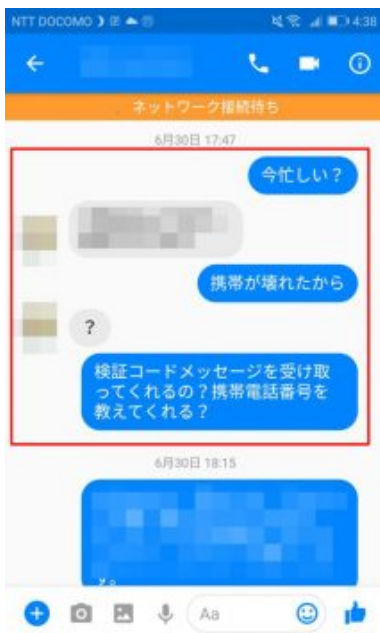 NTT DOCOMO
4:38
ネットワーク接続待ち
6月30日 17:47
今忙しい？
携帯が壊れたから
？
検証コードメッセージを受け取
ってくれるの？携帯電話番号を
教えてくれる？
6月30日 18:15
Aa